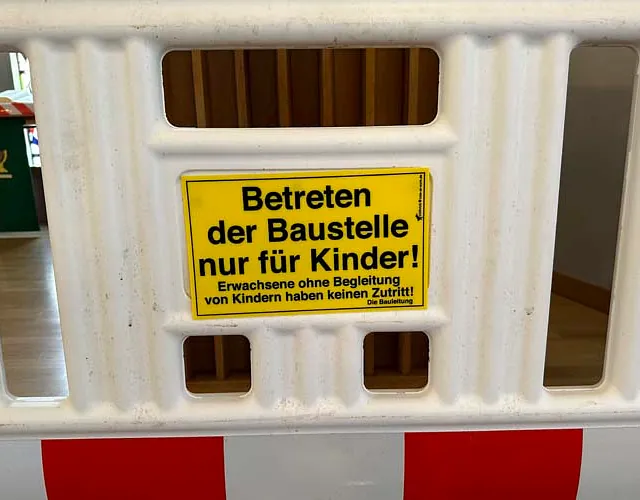 Betreten
der Baustelle
nur für Kinder!
Erwachsene ohne Begleitung
von Kindern haben keinen Zutritt!
Die Bauleitung